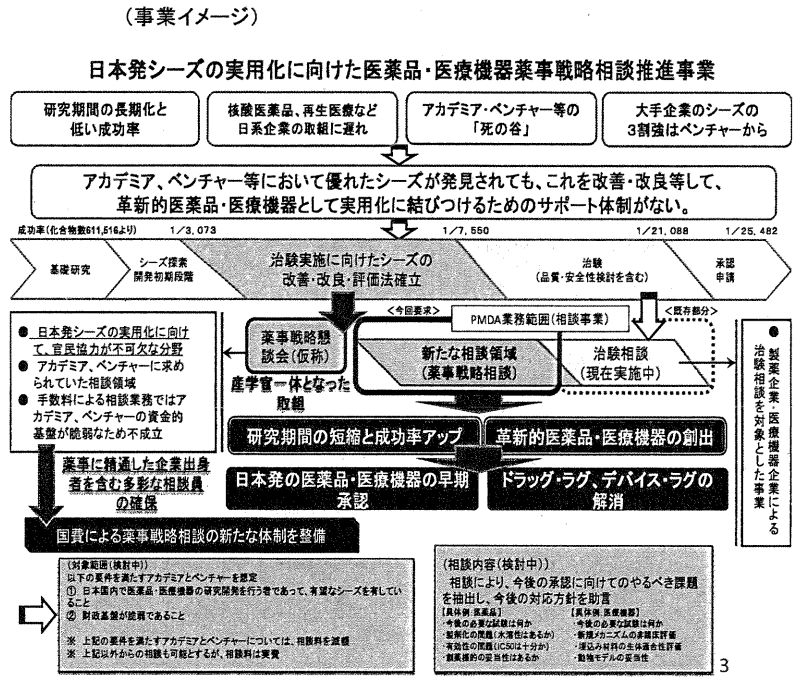 （事業イメージ）
日本発シーズの実用化に向けた医薬品・医療機器薬事戦略相談推進事業
研究期間の長期化と
低い成功率
核酸医薬品、再生医療など
日系企業の取組に遅れ
アカデミア・ベンチャー等の
「死の谷」
大手企業のシーズの
３割強はベンチャーから
アカデミア、ベンチャー等において優れたシーズが発見されても、これを改善・改良等して、
革新的医薬品・医療機器として実用化に結びつけるためのサポート体制がない。
成功率（化合物数611,516より）
1／3,073
1／7,550
1／21,088
1／25,482
基礎研究
シーズ探索
開発初期段階
治験実施に向けたシーズの
改善・改良・評価法確立
治験
（品質・安全性検討を含む）
承認
申請
＜今回要求＞
PMDA業務範囲（相談事業）
＜既存部分＞
● 日本発シーズの実用化に向け
て、官民協力が不可欠な分野
● アカデミア、ベンチャーに求め
られていた相談領域
● 手数料による相談業務ではア
カデミア、ベンチャーの資金的
基盤が脆弱なため不成立
薬事戦略懇
談会（仮称）
産学官一体となった
取組
新たな相談領域
（薬事戦略相談）
治験相談
（現在実施中）
● 製薬企業・医療機器企業による
治験相談を対象とした事業
研究期間の短縮と成功率アップ
革新的医薬品・医療機器の創出
日本発の医薬品・医療機器の早期
承認
ドラッグ・ラグ、デバイス・ラグの
解消
薬事に精通した企業出身
者を含む多彩な相談員
の確保
国費による薬事戦略相談の新たな体制を整備
（対象範囲（検討中））
以下の要件を満たすアカデミアとベンチャーを想定
① 日本国内で医薬品・医療機器の研究開発を行う者であって、有望なシーズを有してい
ること
② 財政基盤が脆弱であること
※ 上記の要件を満たすアカデミアとベンチャーについては、相談料を減額
※ 上記以外からの相談も可能とするが、相談料は実費
（相談内容（検討中））
相談により、今後の承認に向けてのやるべき課題
を抽出し、今後の対応方針を助言
【具体例：医薬品】
・今後の必要な試験は何か
・製剤化の問題（水溶性はあるか）
・有効性の問題（IC50は十分か）
・創薬標的の妥当性はあるか
【具体例：医療機器】
・今後の必要な試験は何か
・新規メカニズムの非臨床評価
・埋込み材料の生体適合性評価
・動物モデルの妥当性
3